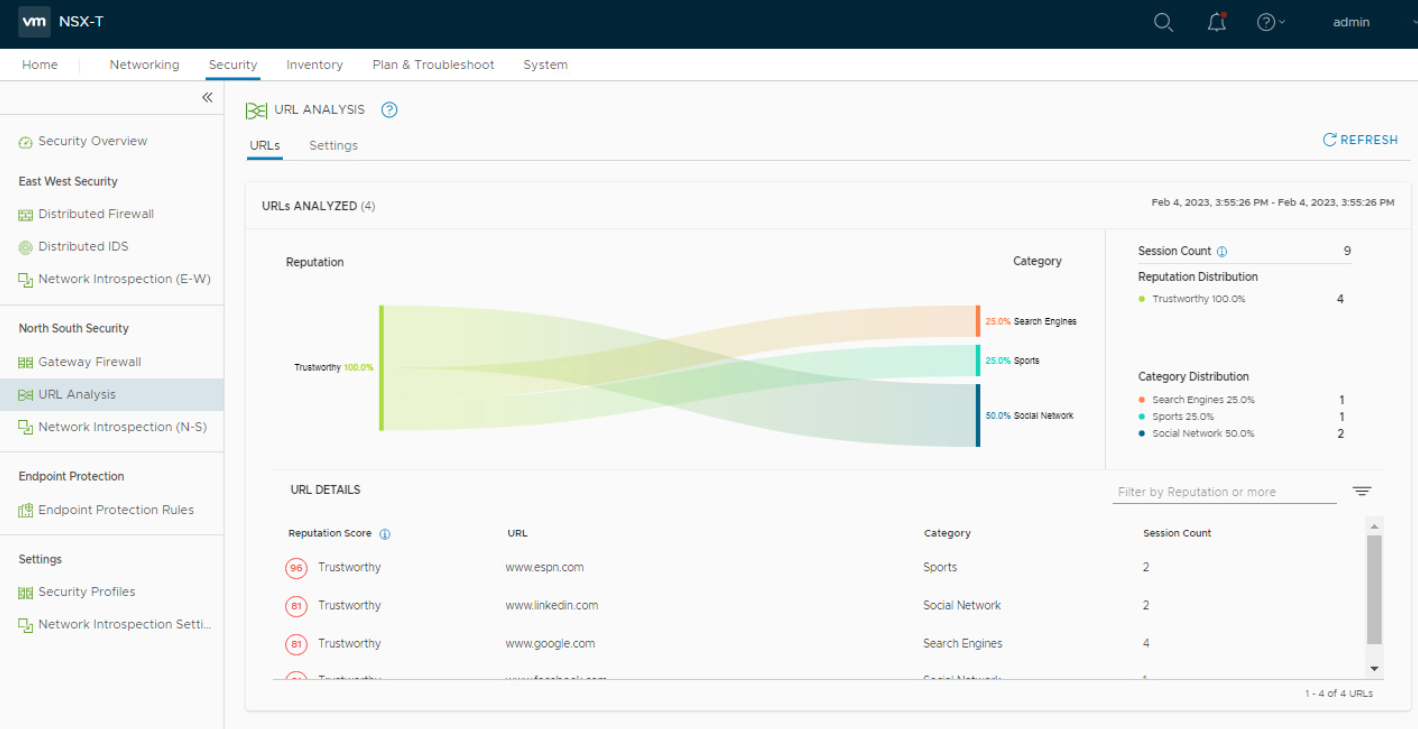 vm NSX-T
admin
Home Networking Security Inventory Plan & Troubleshoot System
Security Overview
East West Security
Distributed Firewall
Distributed IDS
Network Introspection (E-W)
North South Security
Gateway Firewall
URL Analysis
Network Introspection (N-S)
Endpoint Protection
Endpoint Protection Rules
Settings
Security Profiles
Network Introspection Setti...
URL ANALYSIS
URLs Settings
REFRESH
URLs ANALYZED (4)
Feb 4, 2023, 3:55:26 PM - Feb 4, 2023, 3:55:26 PM
Reputation
Category
Trustworthy 100.0%
25.0% Search Engines
25.0% Sports
50.0% Social Network
Session Count 9
Reputation Distribution
Trustworthy 100.0% 4
Category Distribution
Search Engines 25.0% 1
Sports 25.0% 1
Social Network 50.0% 2
URL DETAILS
Filter by Reputation or more
Reputation Score URL Category Session Count
96 Trustworthy www.espn.com Sports 2
81 Trustworthy www.linkedin.com Social Network 2
81 Trustworthy www.google.com Search Engines 4
Trustworthy www.facebook.com Social Network 1
1 - 4 of 4 URLs